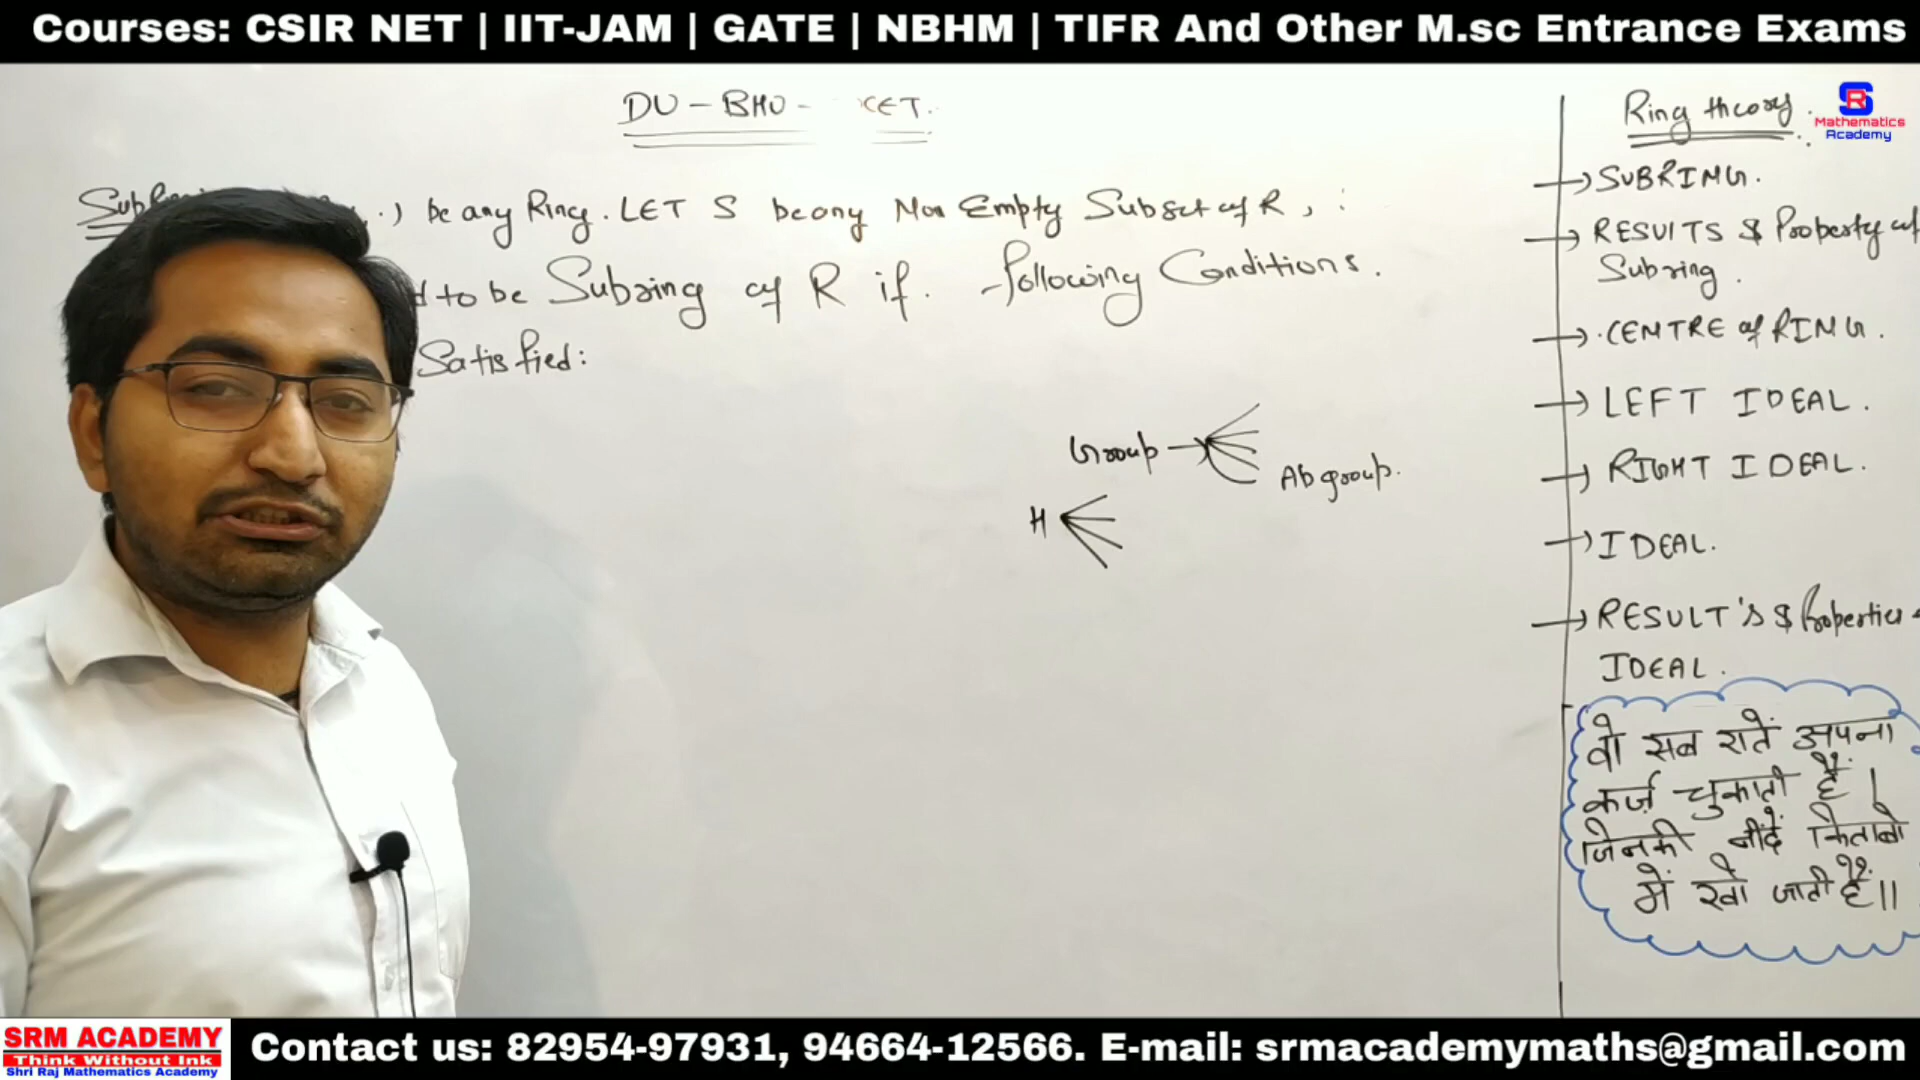 Courses: CSIR NET | IIT-JAM | GATE | NBHM | TIFR And Other M.sc Entrance Exams
DU - BHU - CET.
.) be any Ring. LET S be any Non Empty Subset of R, :
to be Subring of R if. following Conditions.
Satisfied:
Group
Ab group.
H
Ring theory.
SR
Mathematics
Academy
SUBRING.
RESULTS & Property of
Subring.
CENTRE of RING.
LEFT IDEAL.
RIGHT IDEAL.
IDEAL.
RESULT'S & Properties
IDEAL.
वो सब रातें अपना
कर्ज चुकाती हैं।
जिनकी नींदें किताबो
में खो जाती हैं॥
SRM ACADEMY
Think Without Ink
Shri Raj Mathematics Academy
Contact us: 82954-97931, 94664-12566. E-mail: srmacademymaths@gmail.com